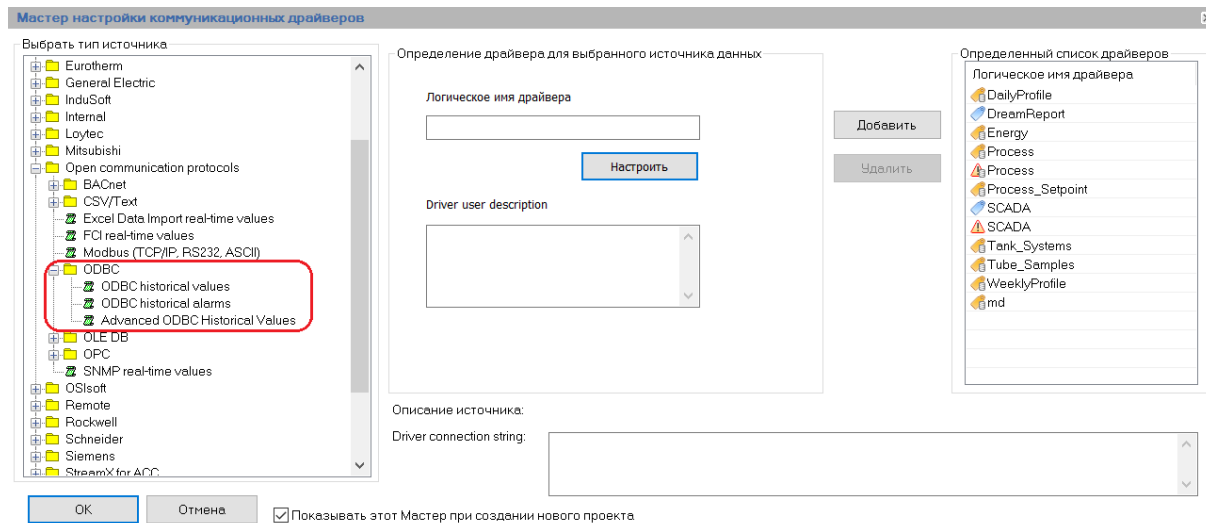 Мастер настройки коммуникационных драйверов
Выбрать тип источника
Eurotherm
General Electric
InduSoft
Internal
Loytec
Mitsubishi
Open communication protocols
BACnet
CSV/Text
Excel Data Import real-time values
FCI real-time values
Modbus (TCP/IP, RS232, ASCII)
ODBC
ODBC historical values
ODBC historical alarms
Advanced ODBC Historical Values
OLE DB
OPC
SNMP real-time values
OSIsoft
Remote
Rockwell
Schneider
Siemens
StreamX for ACC
Определение драйвера для выбранного источника данных
Логическое имя драйвера
Настроить
Driver user description
Добавить
Удалить
Определенный список драйверов
Логическое имя драйвера
DailyProfile
DreamReport
Energy
Process
Process
Process_Setpoint
SCADA
SCADA
Tank_Systems
Tube_Samples
WeeklyProfile
md
Описание источника:
Driver connection string:
OK
Отмена
Показывать этот Мастер при создании нового проекта